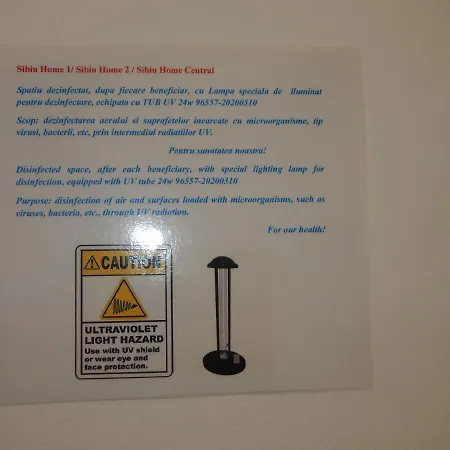 Sibiu Home 1/ Sibiu Home 2 / Sibiu Home Central
Spatiu dezinfectat, dupa fiecare beneficiar, cu Lampa speciala de iluminat
pentru dezinfectare, echipata cu TUB UV 24w 96557-20200310
Scop: dezinfectarea aerului si suprafetelor incarcate cu microorganisme, tip
virusi, bacterii, etc, prin intermediul radiatiilor UV.
Pentru sanatatea noastra!
Disinfected space, after each beneficiary, with special lighting lamp for
disinfection, equipped with UV tube 24w 96557-20200310
Purpose: disinfection of air and surfaces loaded with microorganisms, such as
viruses, bacteria, etc., through UV radiation.
For our health!
CAUTION
ULTRAVIOLET
LIGHT HAZARD
Use with UV shield
or wear eye and
face protection.